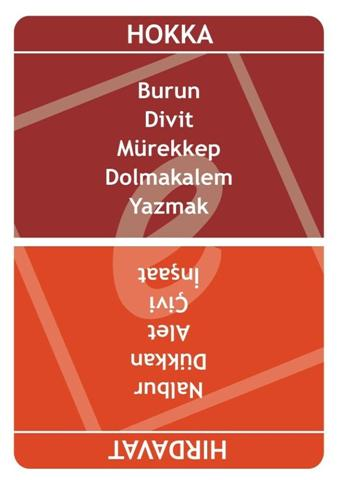 HOKKA
Burun
Divit
Mürekkep
Dolmakalem
Yazmak
HIRDAVAT
Nalbur
Dükkan
Alet
Çivi
İnşaat